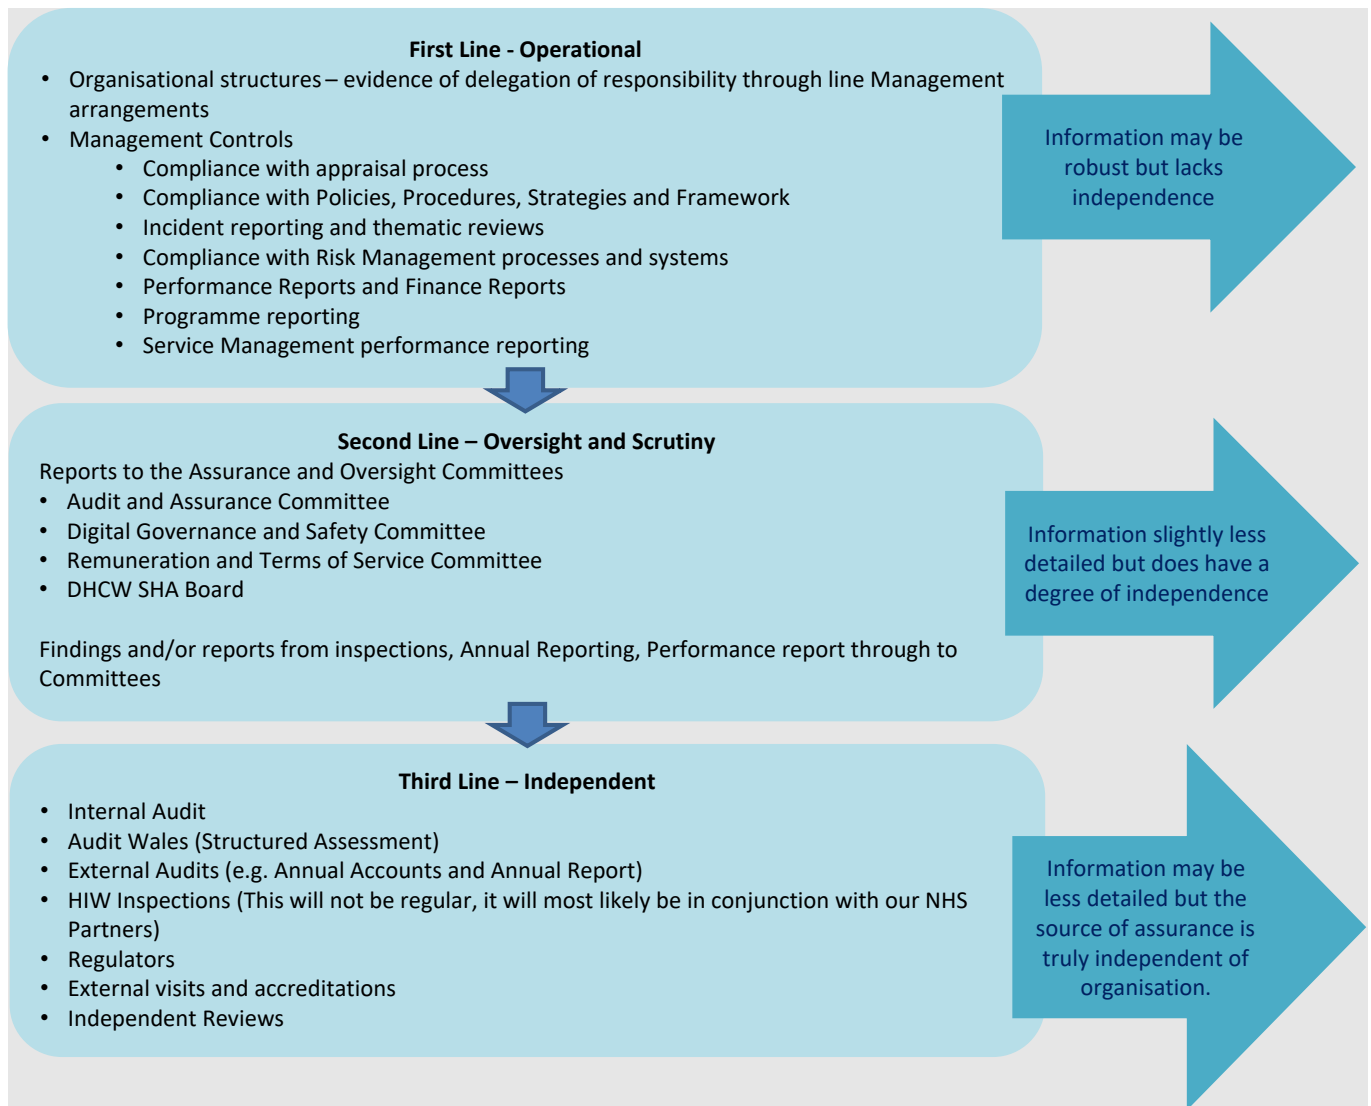 First Line - Operational
• Organisational structures – evidence of delegation of responsibility through line Management
arrangements
• Management Controls
• Compliance with appraisal process
• Compliance with Policies, Procedures, Strategies and Framework
• Incident reporting and thematic reviews
• Compliance with Risk Management processes and systems
• Performance Reports and Finance Reports
• Programme reporting
• Service Management performance reporting
Information may be
robust but lacks
independence
Second Line – Oversight and Scrutiny
Reports to the Assurance and Oversight Committees
• Audit and Assurance Committee
• Digital Governance and Safety Committee
• Remuneration and Terms of Service Committee
• DHCW SHA Board
Findings and/or reports from inspections, Annual Reporting, Performance report through to
Committees
Information slightly less
detailed but does have a
degree of independence
Third Line – Independent
• Internal Audit
• Audit Wales (Structured Assessment)
• External Audits (e.g. Annual Accounts and Annual Report)
• HIW Inspections (This will not be regular, it will most likely be in conjunction with our NHS
Partners)
• Regulators
• External visits and accreditations
• Independent Reviews
Information may be
less detailed but the
source of assurance is
truly independent of
organisation.